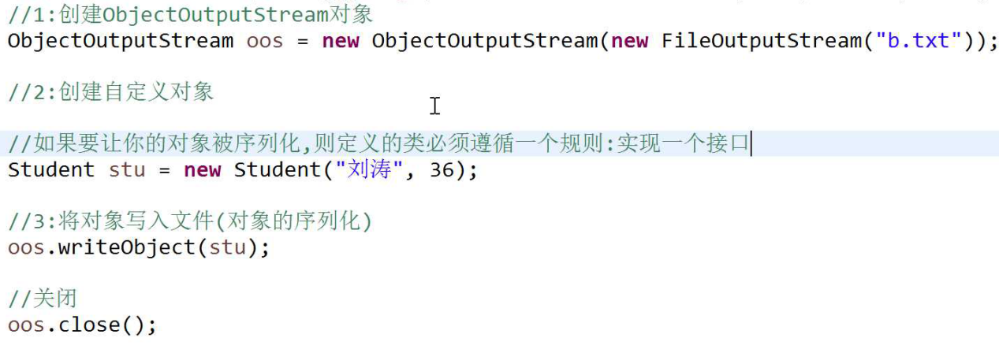 //1:创建ObjectOutputStream对象
ObjectOutputStream oos = new ObjectOutputStream(new FileOutputStream("b.txt"));
//2:创建自定义对象
//如果要让你的对象被序列化,则定义的类必须遵循一个规则:实现一个接口
Student stu = new Student("刘涛", 36);
//3:将对象写入文件(对象的序列化)
oos.writeObject(stu);
//关闭
oos.close();